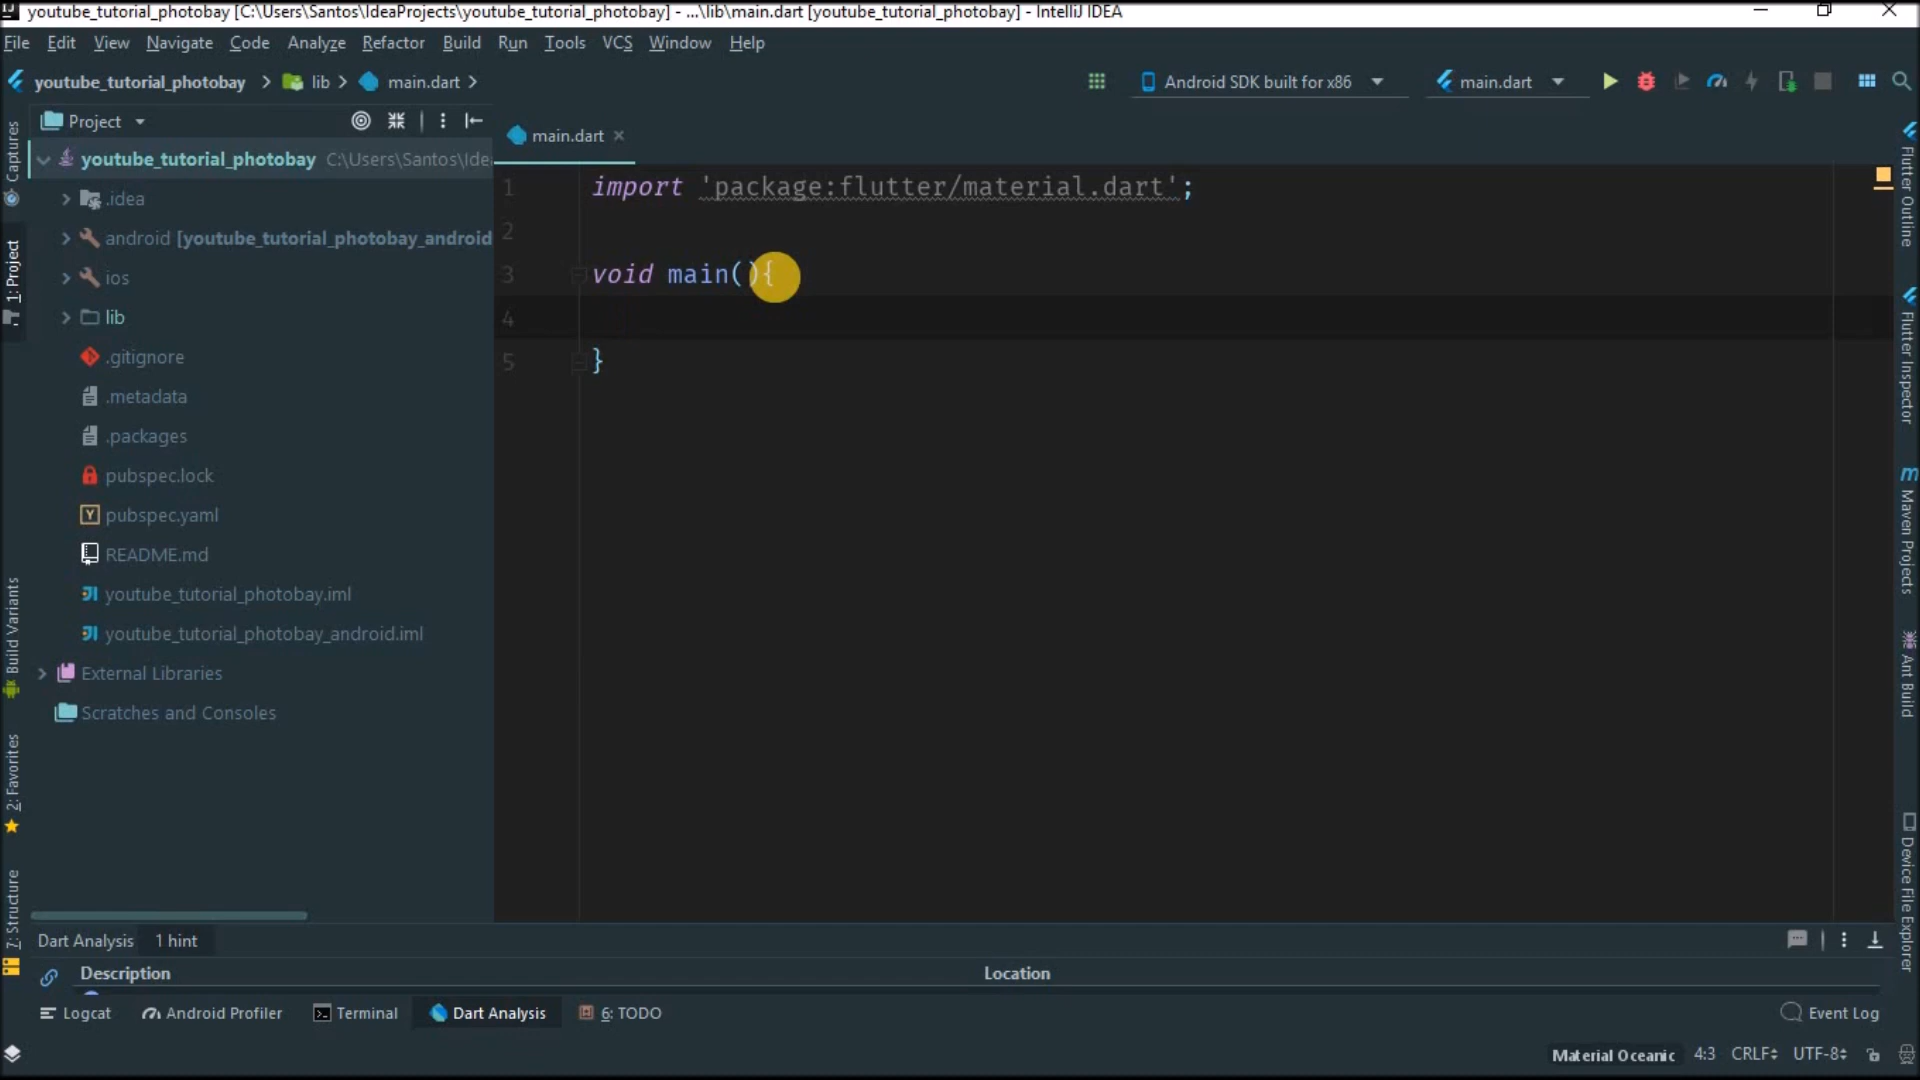 youtube_tutorial_photobay [C:\Users\Santos\IdeaProjects\youtube_tutorial_photobay] - ...\lib\main.dart [youtube_tutorial_photobay] - IntelliJ IDEA
File Edit View Navigate Code Analyze Refactor Build Run Tools VCS Window Help
youtube_tutorial_photobay lib main.dart Android SDK built for x86 main.dart
Project main.dart
youtube_tutorial_photobay C:\Users\Santos\Ide
.idea
android [youtube_tutorial_photobay_android
ios
lib
.gitignore
.metadata
.packages
pubspec.lock
pubspec.yaml
README.md
youtube_tutorial_photobay.iml
youtube_tutorial_photobay_android.iml
External Libraries
Scratches and Consoles
1 import 'package:flutter/material.dart';
2
3 void main(){
4
5 }
Captures
1: Project
Build Variants
2: Favorites
7: Structure
Flutter Outline
Flutter Inspector
Maven Projects
Ant Build
Device File Explorer
Dart Analysis 1 hint
Description Location
Logcat Android Profiler Terminal Dart Analysis 6: TODO Event Log
Material Oceanic 4:3 CRLF UTF-8